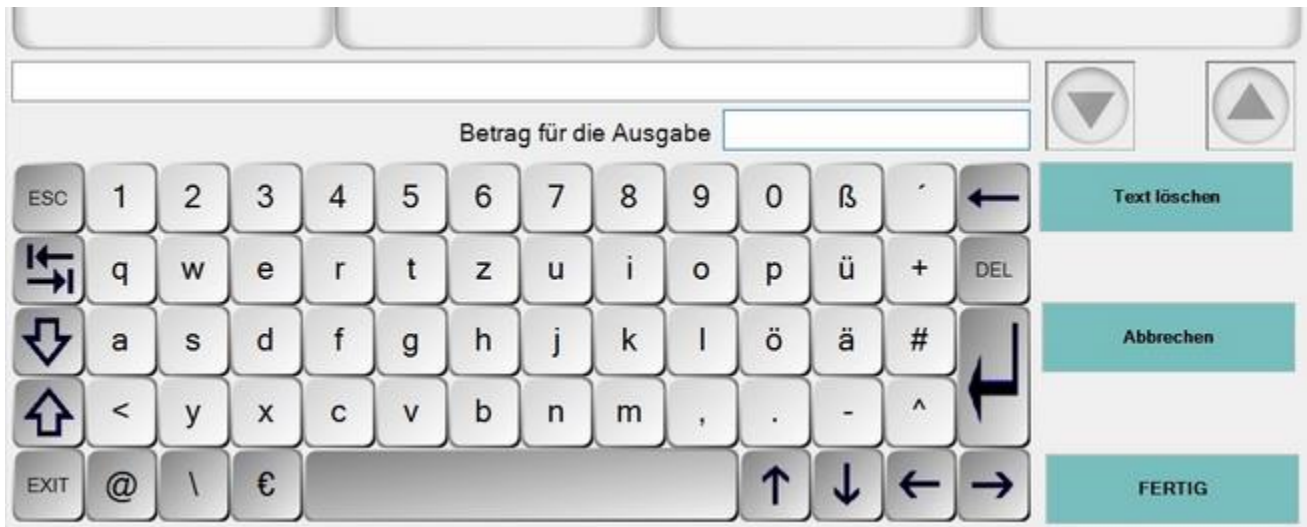 Betrag für die Ausgabe
ESC 1 2 3 4 5 6 7 8 9 0 ß ´ ← Text löschen
q w e r t z u i o p ü + DEL
a s d f g h j k l ö ä # Abbrechen
< y x c v b n m , . - ^
EXIT @ \ € ↑ ↓ ← → FERTIG